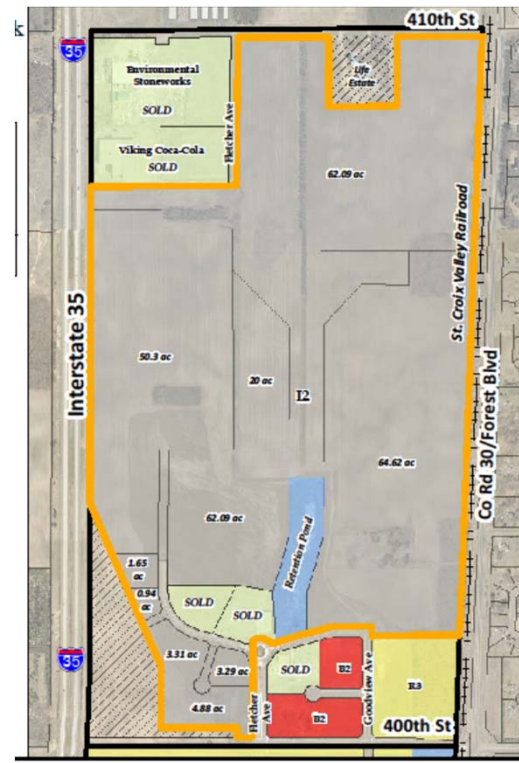 410th St
35
Environmental
Stoneworks
SOLD
Viking Coca-Cola
SOLD
Fletcher Ave
Life
Estate
62.09 ac
St. Croix Valley Railroad
Interstate 35
50.3 ac
20 ac
I2
Co Rd 30/Forest Blvd
64.62 ac
62.09 ac
Retention Pond
1.65
ac
0.94
ac
SOLD
SOLD
35
3.31 ac
3.29 ac
4.88 ac
Fletcher
Ave
SOLD
B2
B2
Goodview Ave
R3
400th St